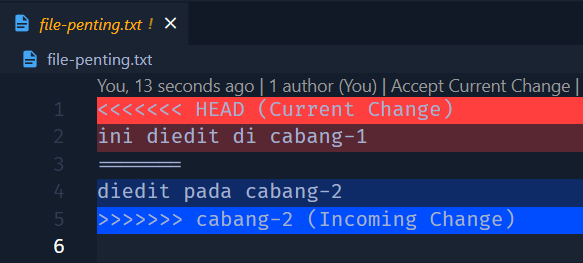 file-penting.txt !
file-penting.txt
You, 13 seconds ago | 1 author (You) | Accept Current Change |
1 <<<<<<< HEAD (Current Change)
2 ini diedit di cabang-1
3 =======
4 diedit pada cabang-2
5 >>>>>>> cabang-2 (Incoming Change)
6